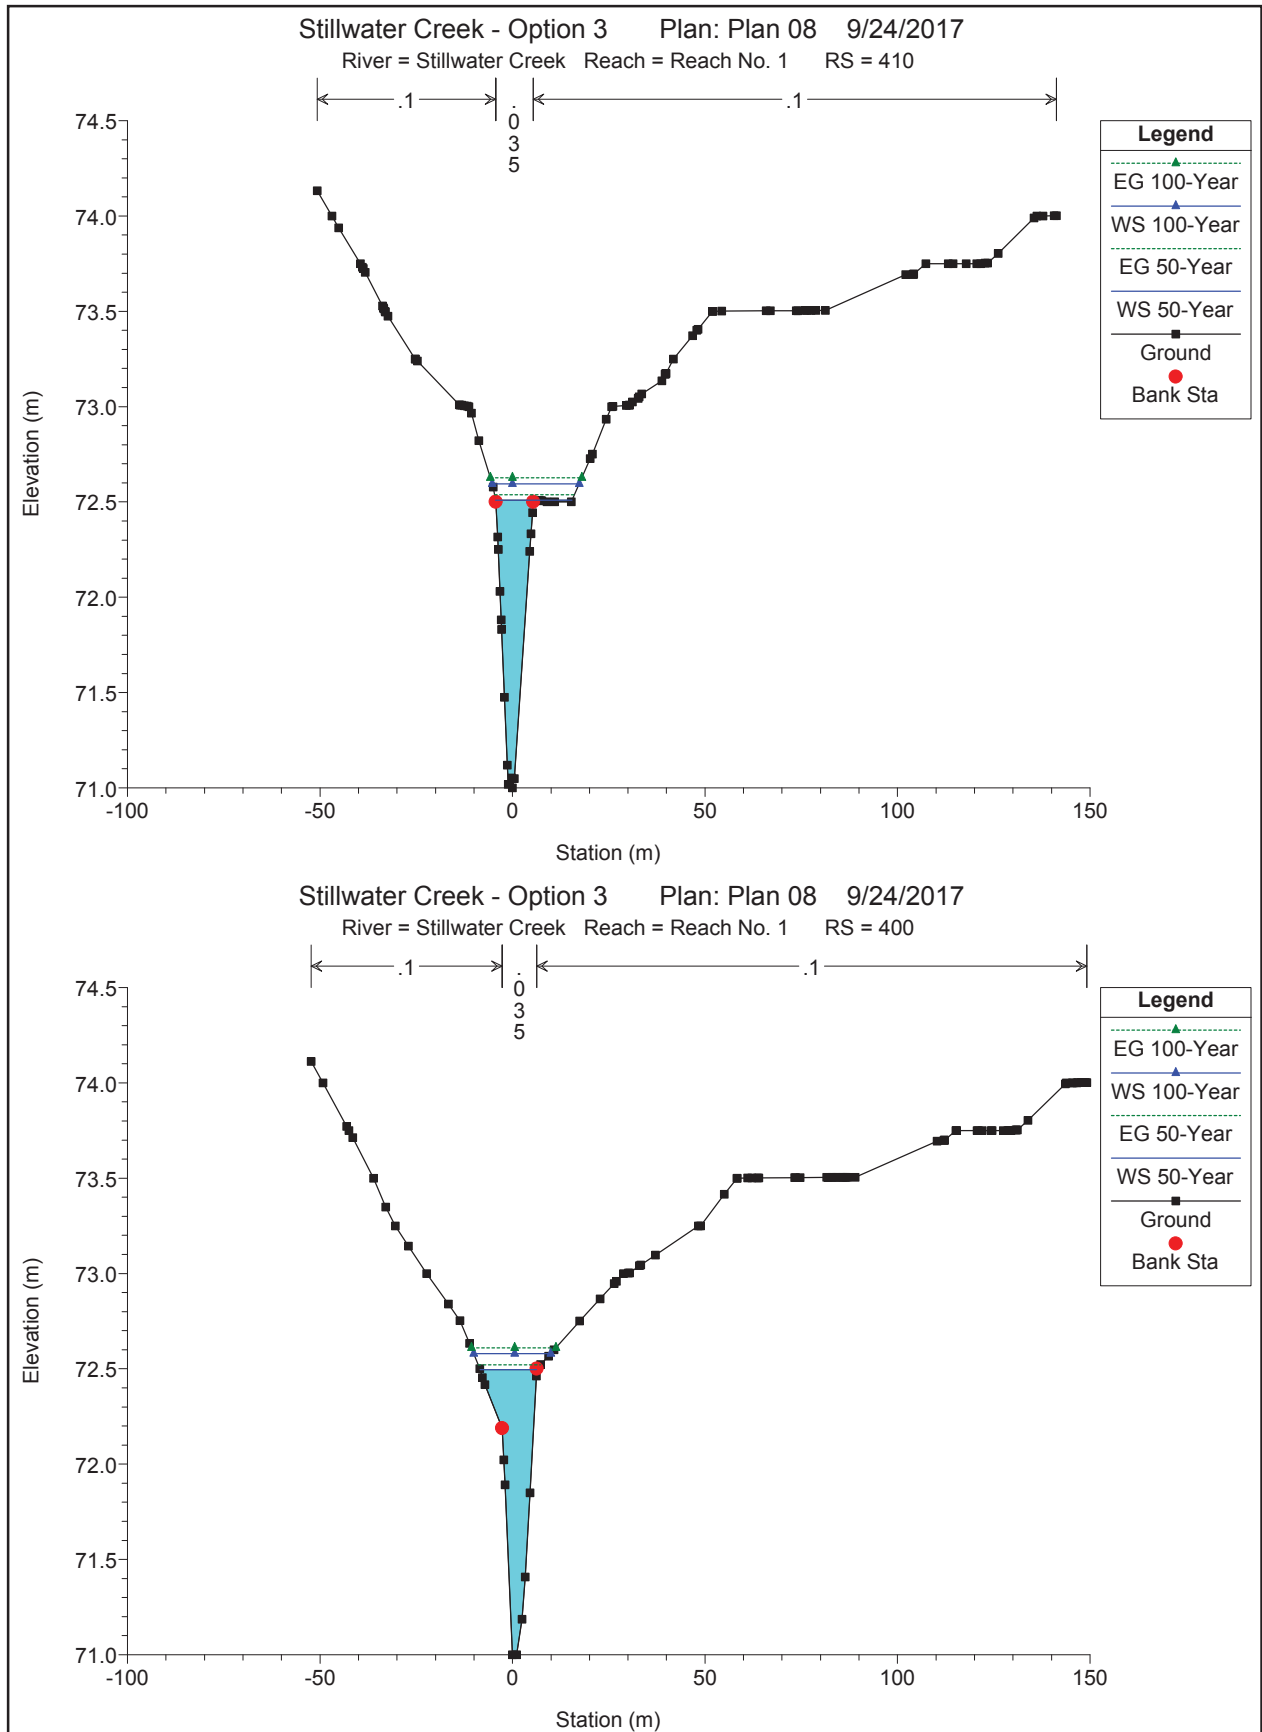 Stillwater Creek - Option 3 Plan: Plan 08 9/24/2017
River = Stillwater Creek Reach = Reach No. 1 RS = 410
.1 .035 .1
74.5
74.0
73.5
73.0
72.5
72.0
71.5
71.0
Elevation (m)
-100 -50 0 50 100 150
Station (m)
Legend
EG 100-Year
WS 100-Year
EG 50-Year
WS 50-Year
Ground
Bank Sta
Stillwater Creek - Option 3 Plan: Plan 08 9/24/2017
River = Stillwater Creek Reach = Reach No. 1 RS = 400
.1 .035 .1
74.5
74.0
73.5
73.0
72.5
72.0
71.5
71.0
Elevation (m)
-100 -50 0 50 100 150
Station (m)
Legend
EG 100-Year
WS 100-Year
EG 50-Year
WS 50-Year
Ground
Bank Sta